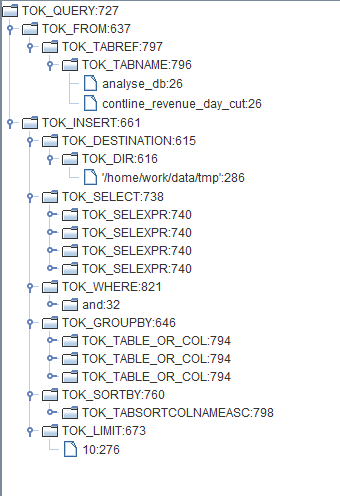 TOK_QUERY:727
TOK_FROM:637
TOK_TABREF:797
TOK_TABNAME:796
analyse_db:26
contline_revenue_day_cut:26
TOK_INSERT:661
TOK_DESTINATION:615
TOK_DIR:616
'/home/work/data/tmp':286
TOK_SELECT:738
TOK_SELEXPR:740
TOK_SELEXPR:740
TOK_SELEXPR:740
TOK_SELEXPR:740
TOK_WHERE:821
and:32
TOK_GROUPBY:646
TOK_TABLE_OR_COL:794
TOK_TABLE_OR_COL:794
TOK_TABLE_OR_COL:794
TOK_SORTBY:760
TOK_TABSORTCOLNAMEASC:798
TOK_LIMIT:673
10:276